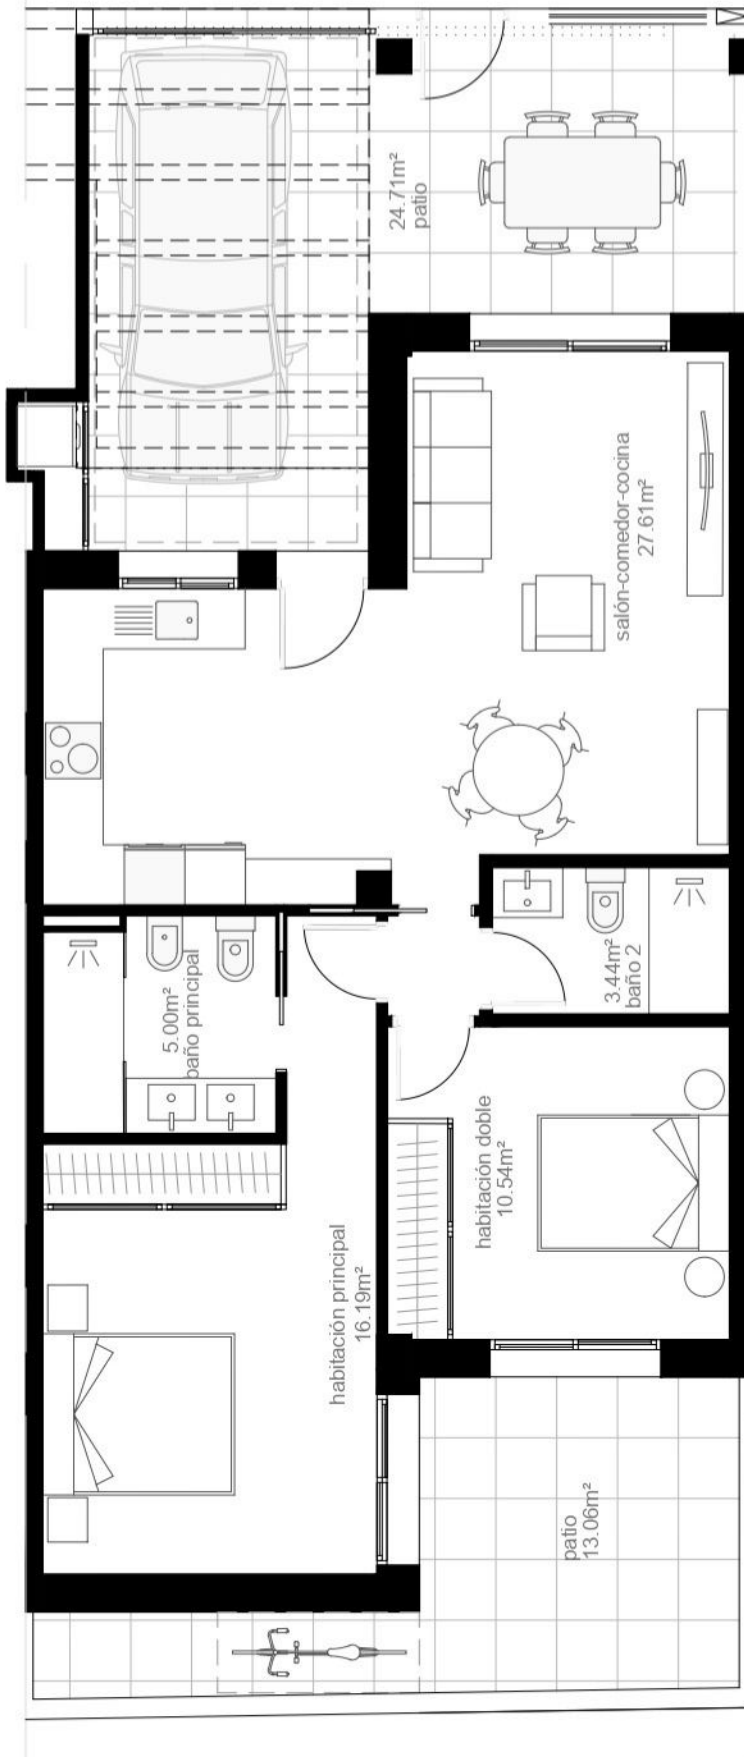 24.71m²
patio
salón-comedor-cocina
27.61m²
3.44m²
baño 2
5.00m²
baño principal
habitación doble
10.54m²
habitación principal
16.19m²
patio
13.06m²